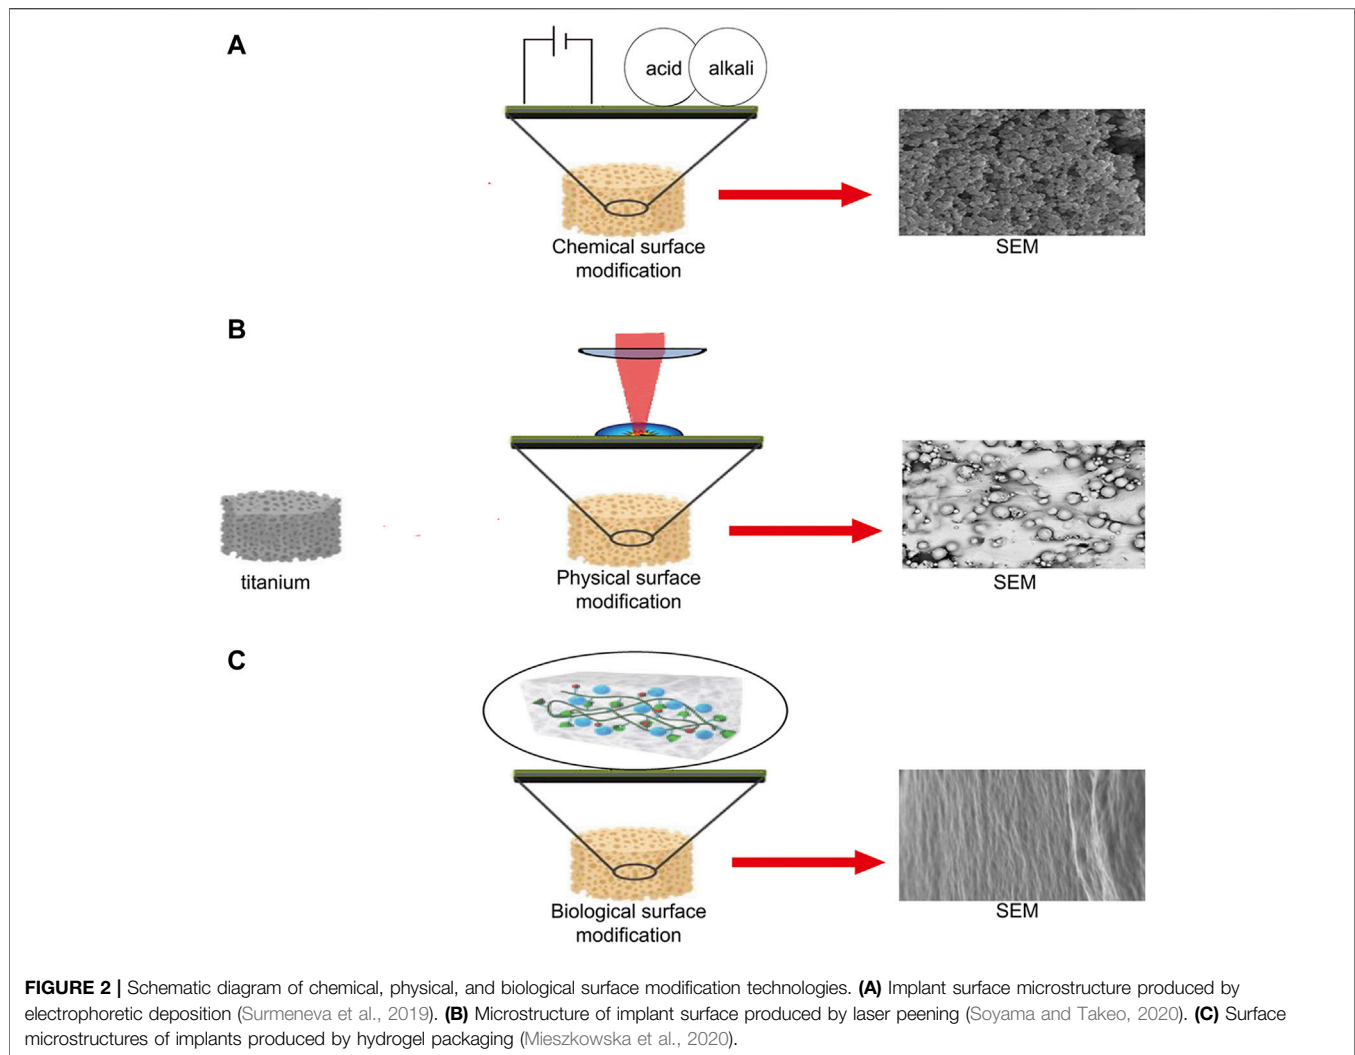 A
acid
alkali
Chemical surface
modification
SEM
B
titanium
Physical surface
modification
SEM
C
Biological surface
modification
SEM
FIGURE 2 | Schematic diagram of chemical, physical, and biological surface modification technologies. (A) Implant surface microstructure produced by
electrophoretic deposition (Surmeneva et al., 2019). (B) Microstructure of implant surface produced by laser peening (Soyama and Takeo, 2020). (C) Surface
microstructures of implants produced by hydrogel packaging (Mieszkowska et al., 2020).